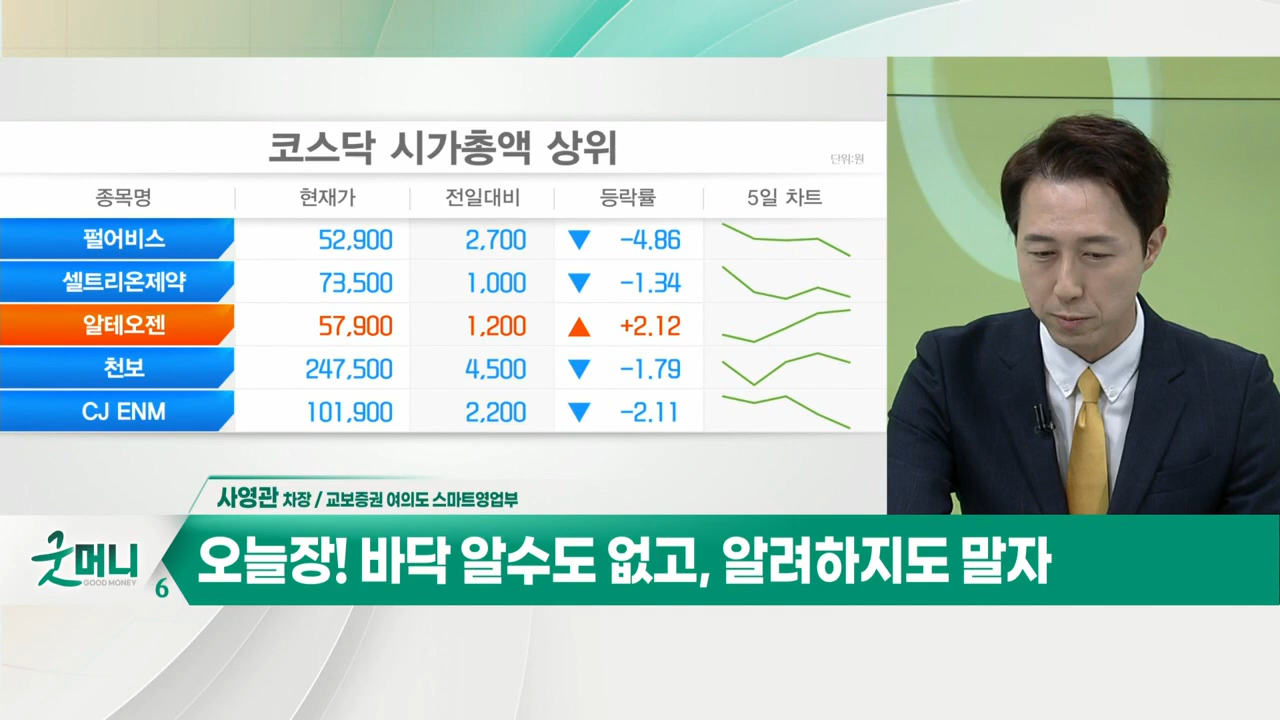 코스닥 시가총액 상위
단위:원
종목명 현재가 전일대비 등락률 5일 차트
펄어비스 52,900 2,700 ▼ -4.86
셀트리온제약 73,500 1,000 ▼ -1.34
알테오젠 57,900 1,200 ▲ +2.12
천보 247,500 4,500 ▼ -1.79
CJ ENM 101,900 2,200 ▼ -2.11
사영관 차장 / 교보증권 여의도 스마트영업부
굿머니
GOOD MONEY
6
오늘장! 바닥 알수도 없고, 알려하지도 말자